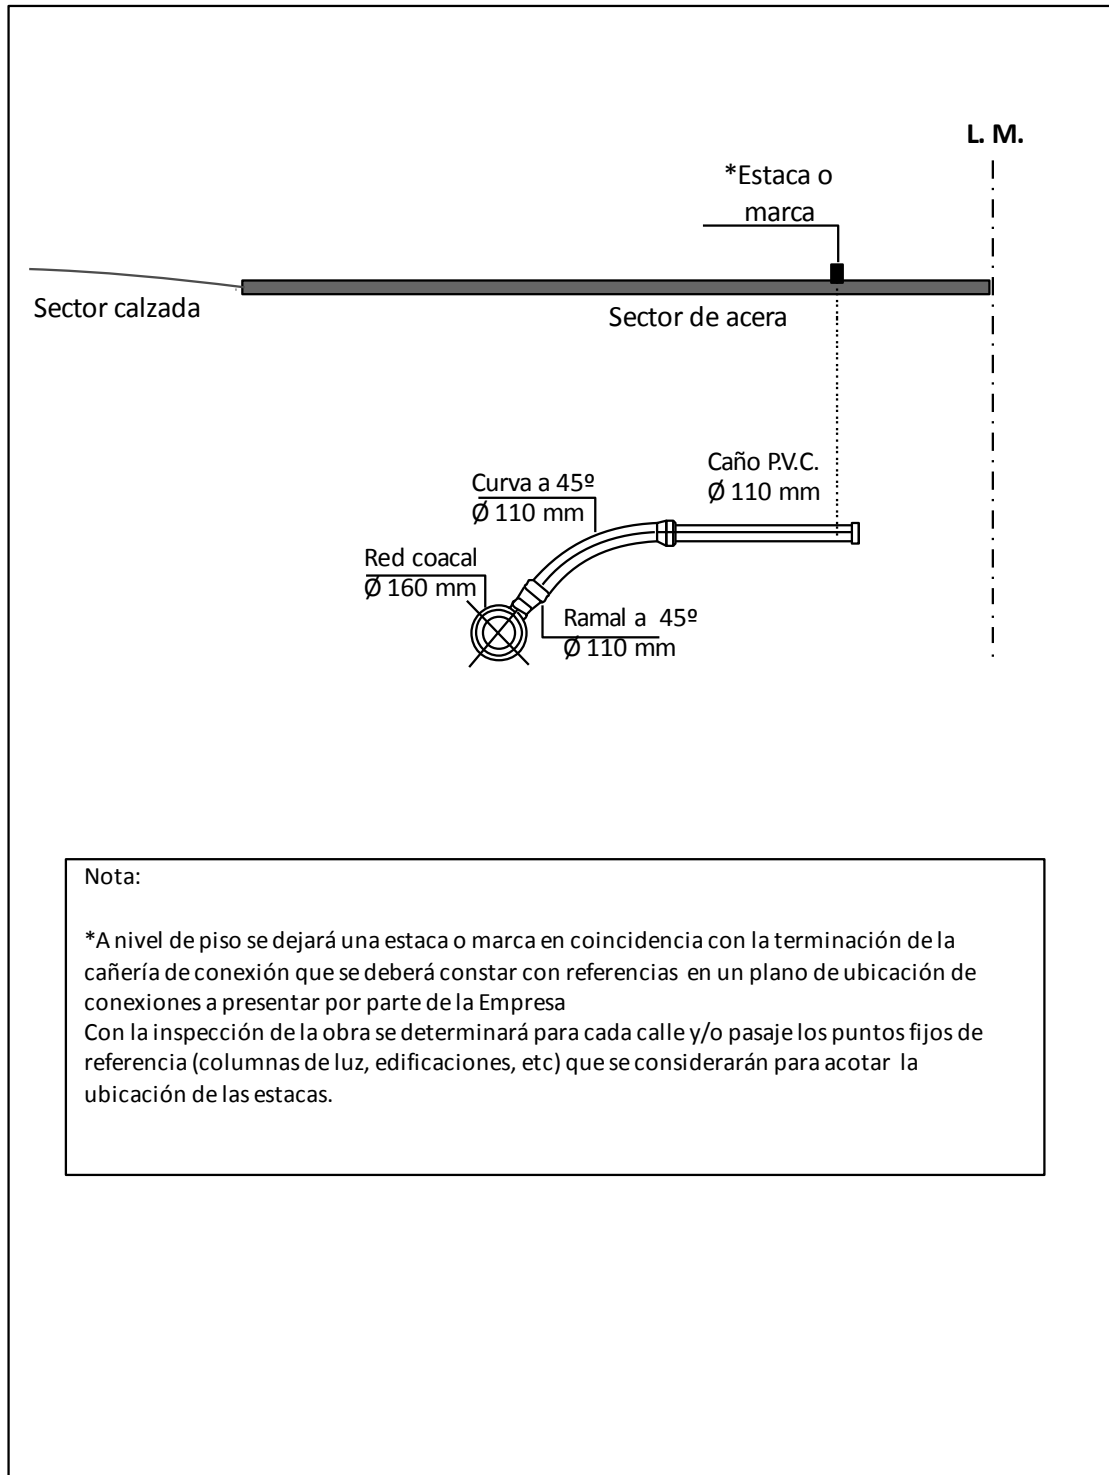 L. M.
*Estaca o
marca
Sector calzada
Sector de acera
Caño P.V.C.
Ø 110 mm
Curva a 45º
Ø 110 mm
Red coacal
Ø 160 mm
Ramal a 45º
Ø 110 mm
Nota:
*A nivel de piso se dejará una estaca o marca en coincidencia con la terminación de la
cañería de conexión que se deberá constar con referencias en un plano de ubicación de
conexiones a presentar por parte de la Empresa
Con la inspección de la obra se determinará para cada calle y/o pasaje los puntos fijos de
referencia (columnas de luz, edificaciones, etc) que se considerarán para acotar la
ubicación de las estacas.